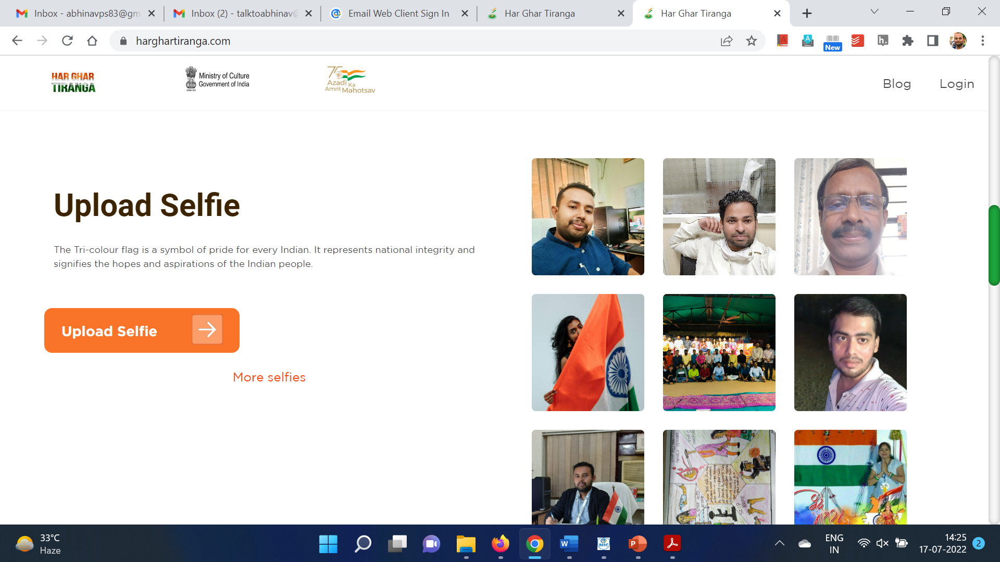 Inbox - abhinavps83@gm
Inbox (2) - talktoabhinav@
Email Web Client Sign In
Har Ghar Tiranga
Har Ghar Tiranga
harghartiranga.com
New
HAR GHAR
TIRANGA
Ministry of Culture
Government of India
75
Azadi Ka
Amrit Mahotsav
Blog
Login
Upload Selfie
The Tri-colour flag is a symbol of pride for every Indian. It represents national integrity and
signifies the hopes and aspirations of the Indian people.
Upload Selfie
More selfies
STOP ACID
STOP
RAPE
33°C
Haze
ENG
IN
14:25
17-07-2022
2